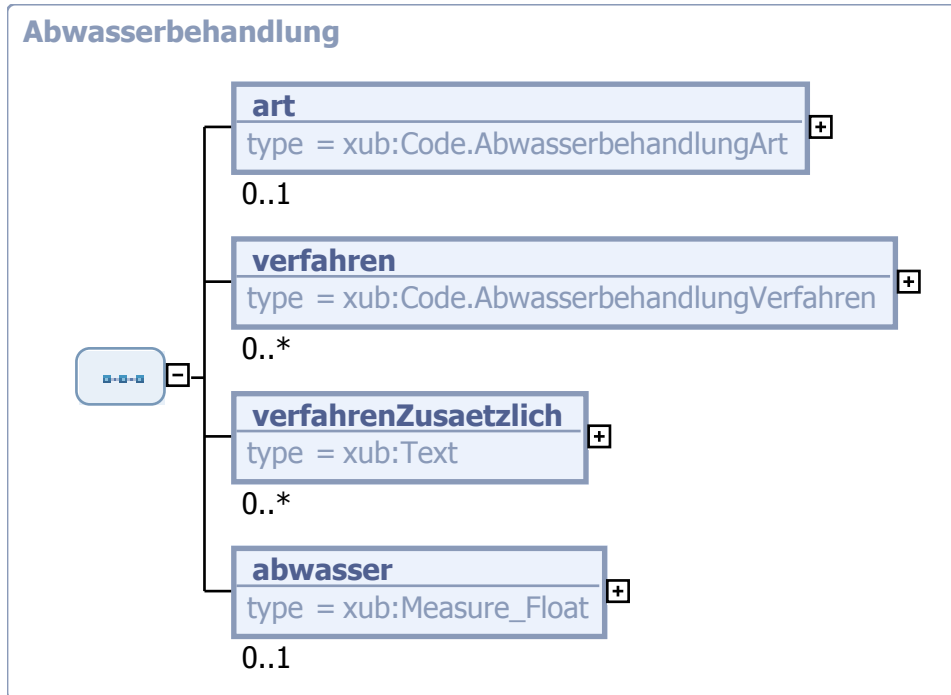 Abwasserbehandlung
art
type = xub:Code.AbwasserbehandlungArt
0..1
verfahren
type = xub:Code.AbwasserbehandlungVerfahren
0..*
verfahrenZusaetzlich
type = xub:Text
0..*
abwasser
type = xub:Measure_Float
0..1